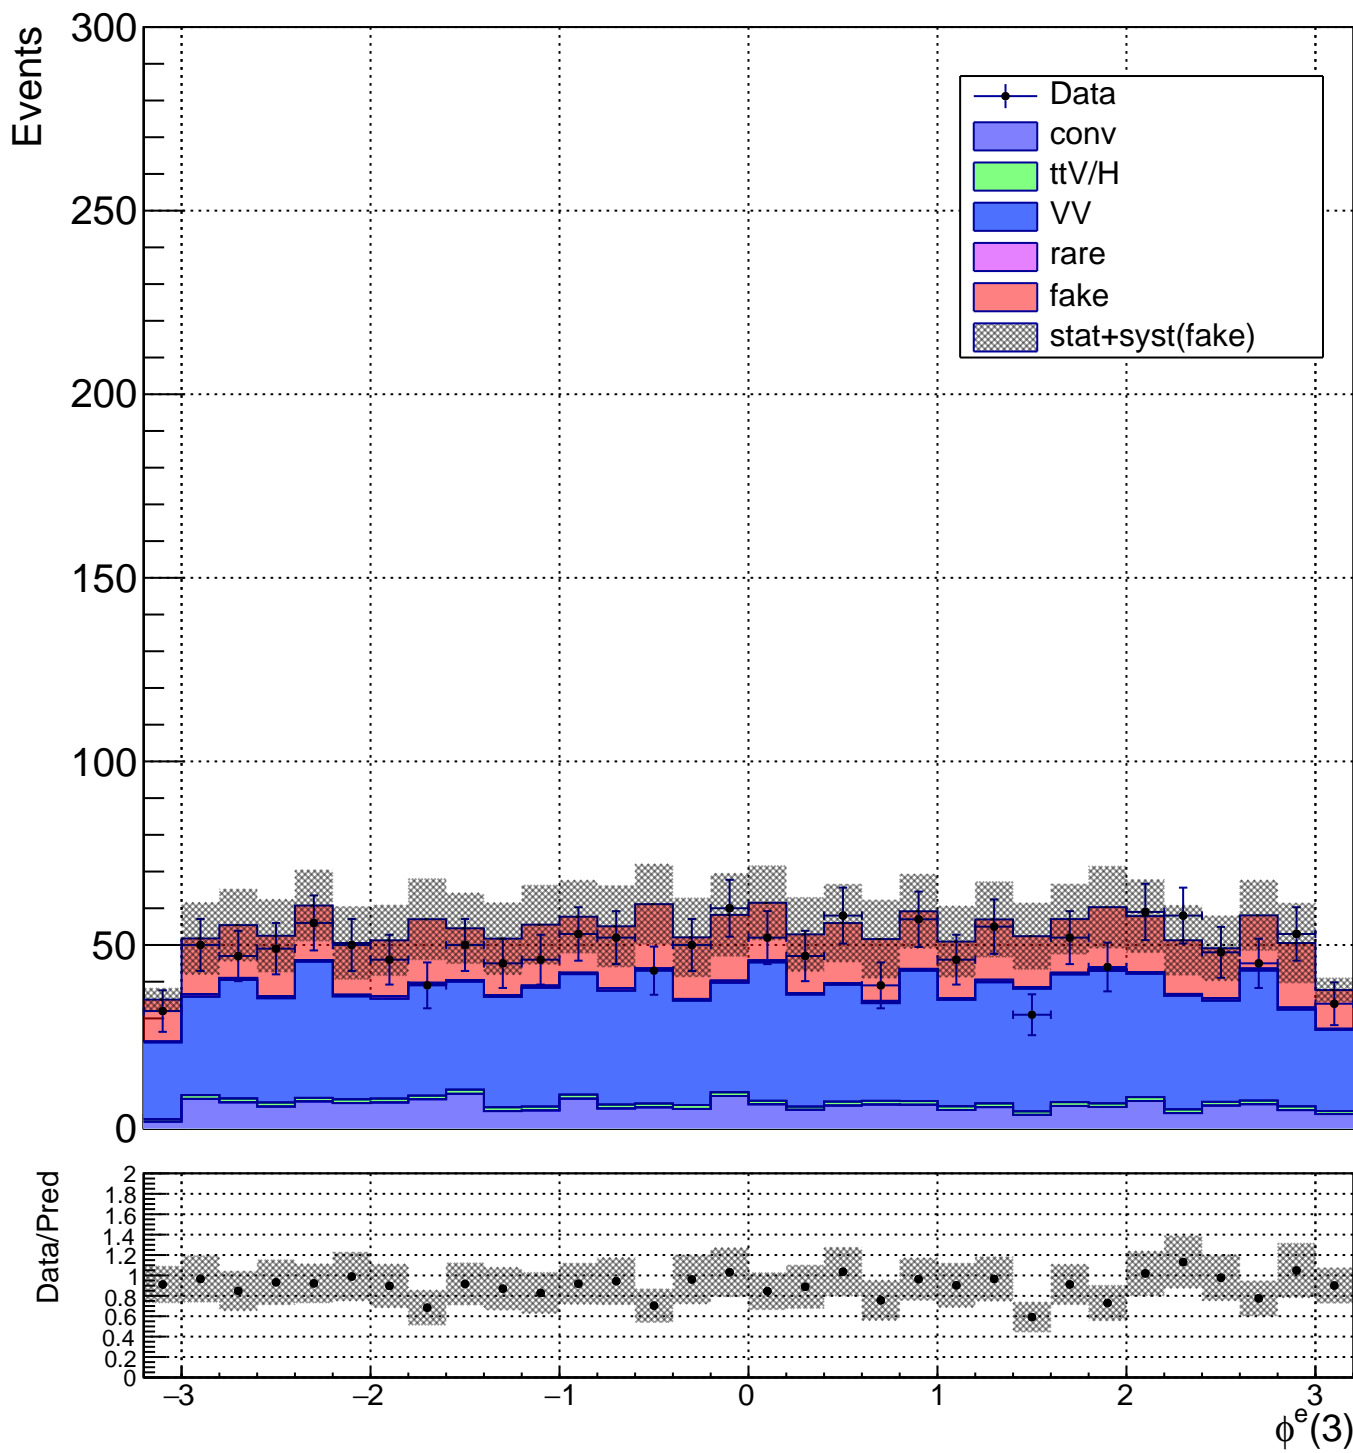 Events
300
250
200
150
100
50
0
Data
conv
ttV/H
VV
rare
fake
stat+syst(fake)
Data/Pred
2
1.8
1.6
1.4
1.2
1
0.8
0.6
0.4
0.2
0
−3 −2 −1 0 1 2 3
ϕ^e(3)